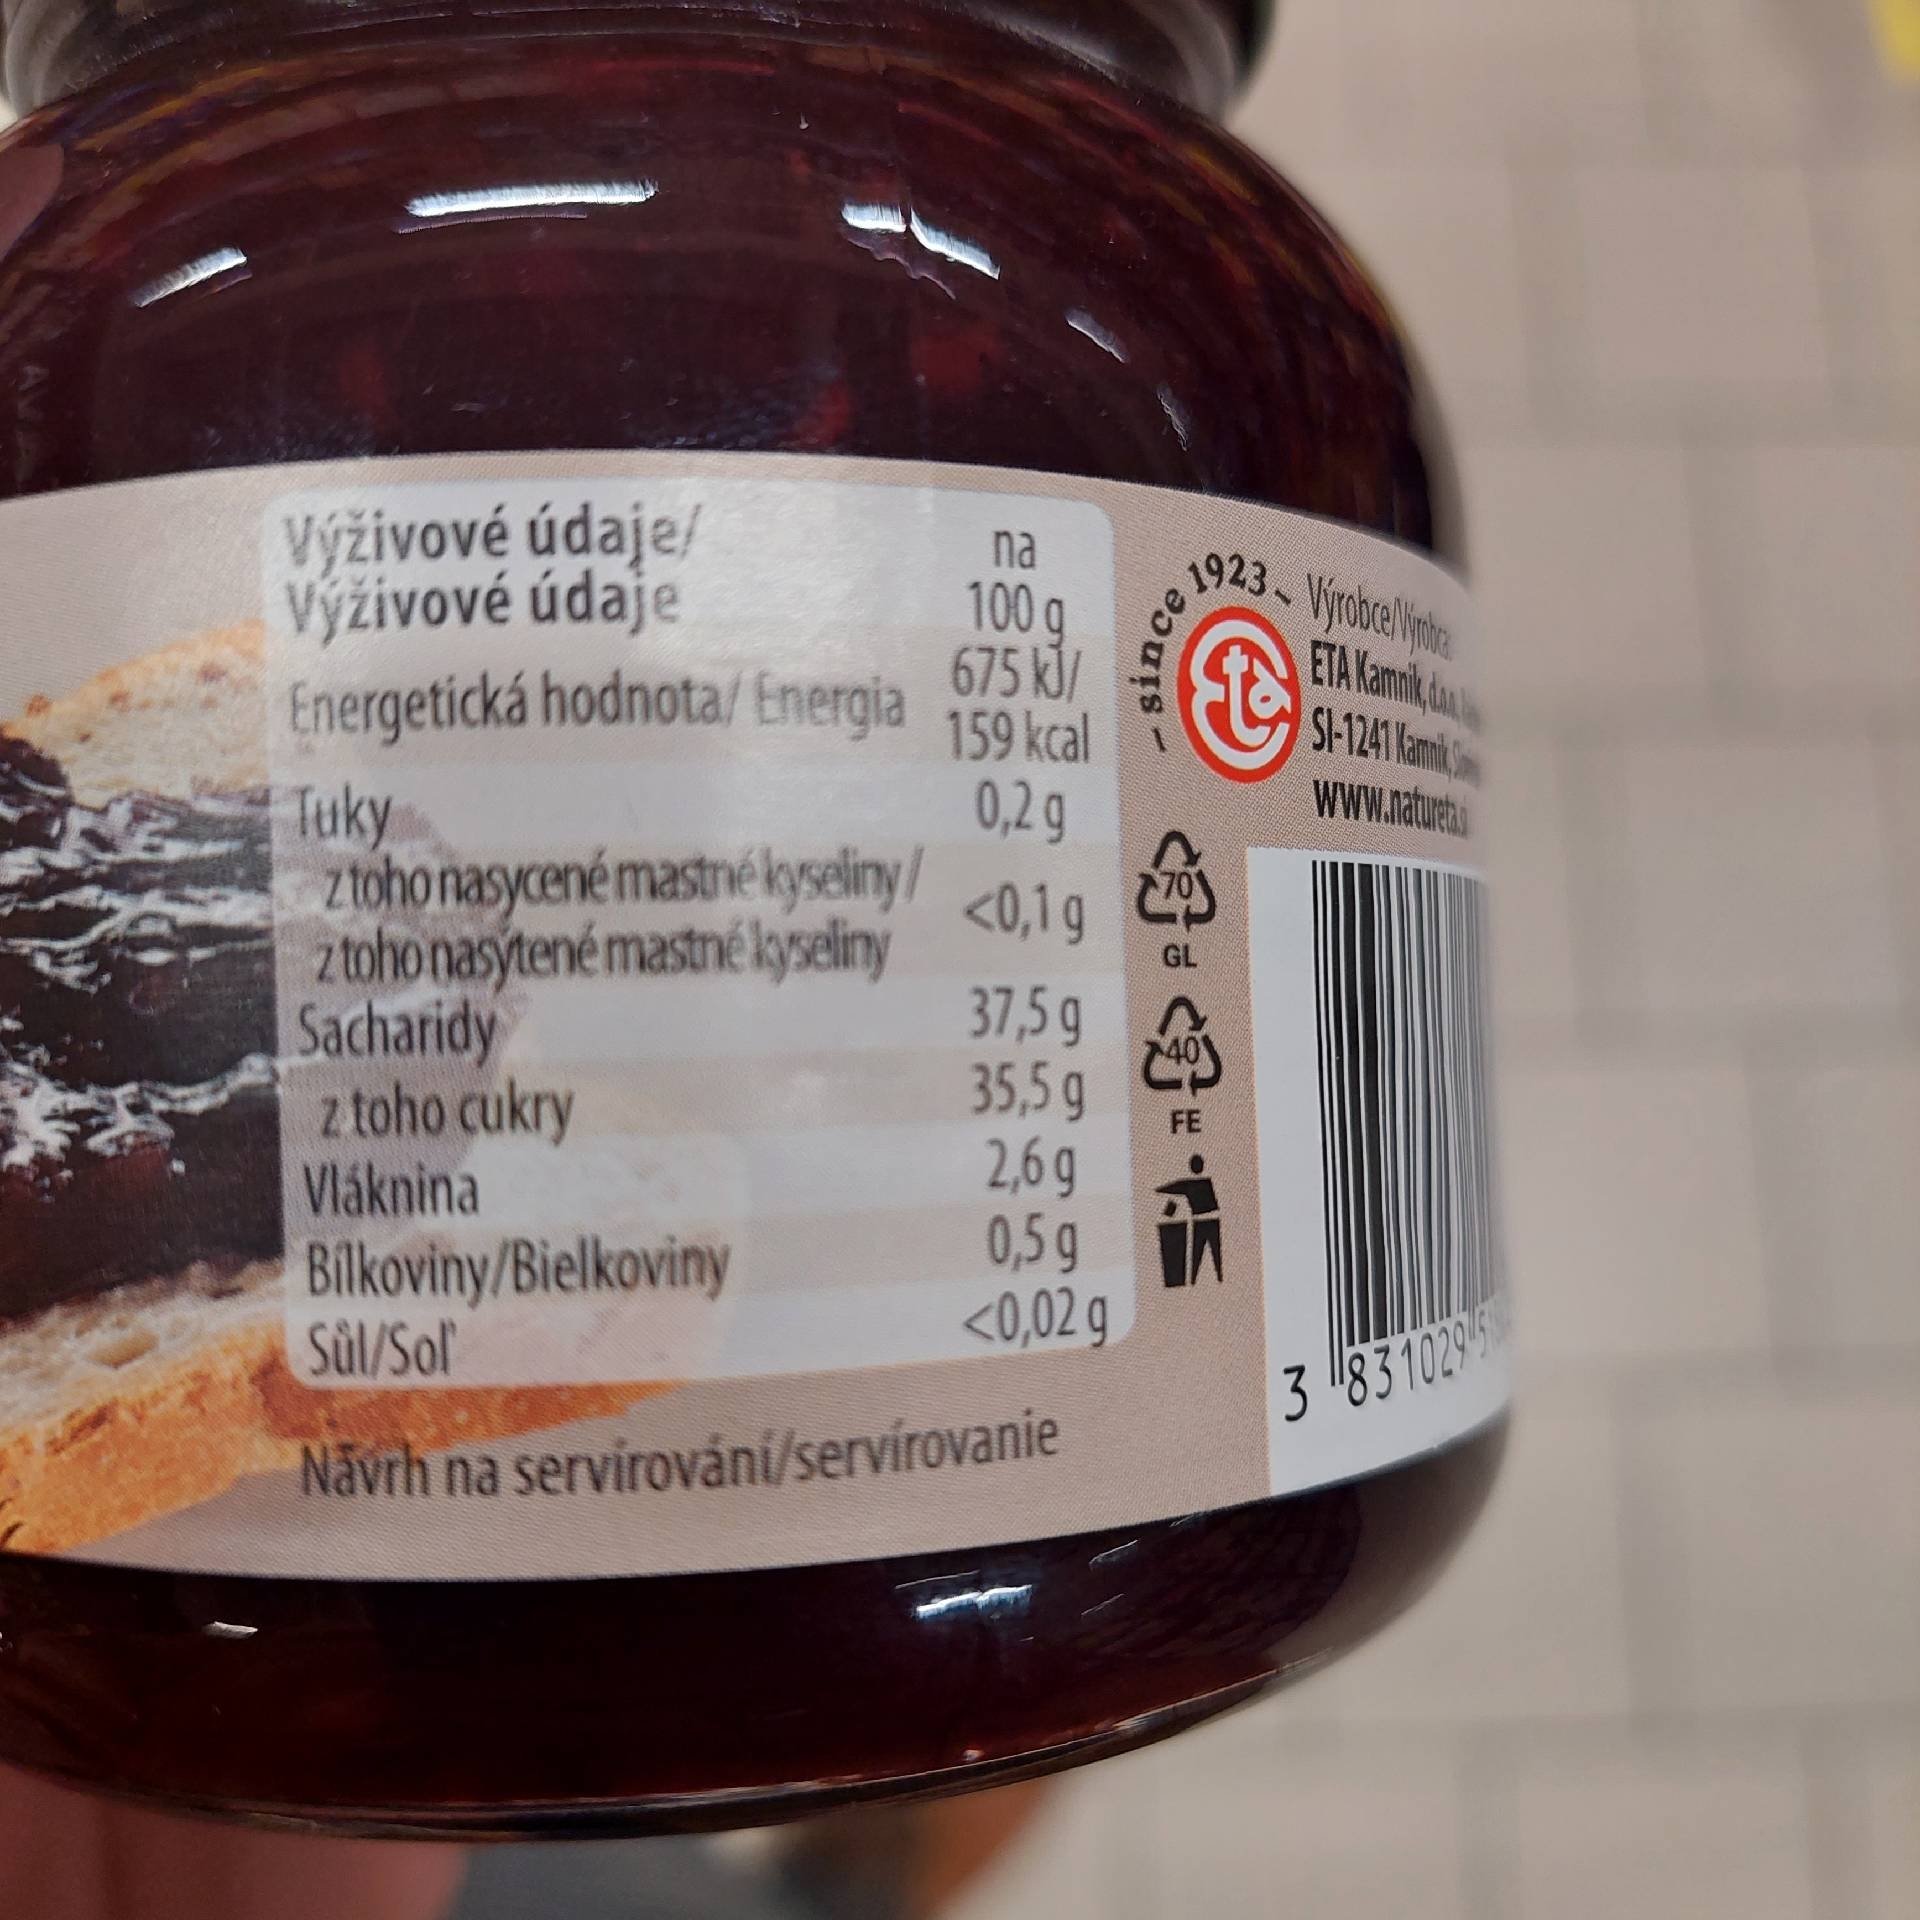 Výživové údaje/
Výživové údaje
na
100 g
Energetická hodnota/ Energia
675 kJ/
159 kcal
Tuky 0,2 g
z toho nasycené mastné kyseliny /
z toho nasýtené mastné kyseliny
<0,1 g
Sacharidy 37,5 g
z toho cukry 35,5 g
Vláknina 2,6 g
Bílkoviny/Bielkoviny 0,5 g
Sůl/Soľ <0,02 g
Návrh na servírování/servírovanie
- since 1923 -
eta
Výrobce/Výrobca:
ETA Kamnik, d.o.o.
SI-1241 Kamnik,
www.natureta.si
70
GL
40
FE
3 831029